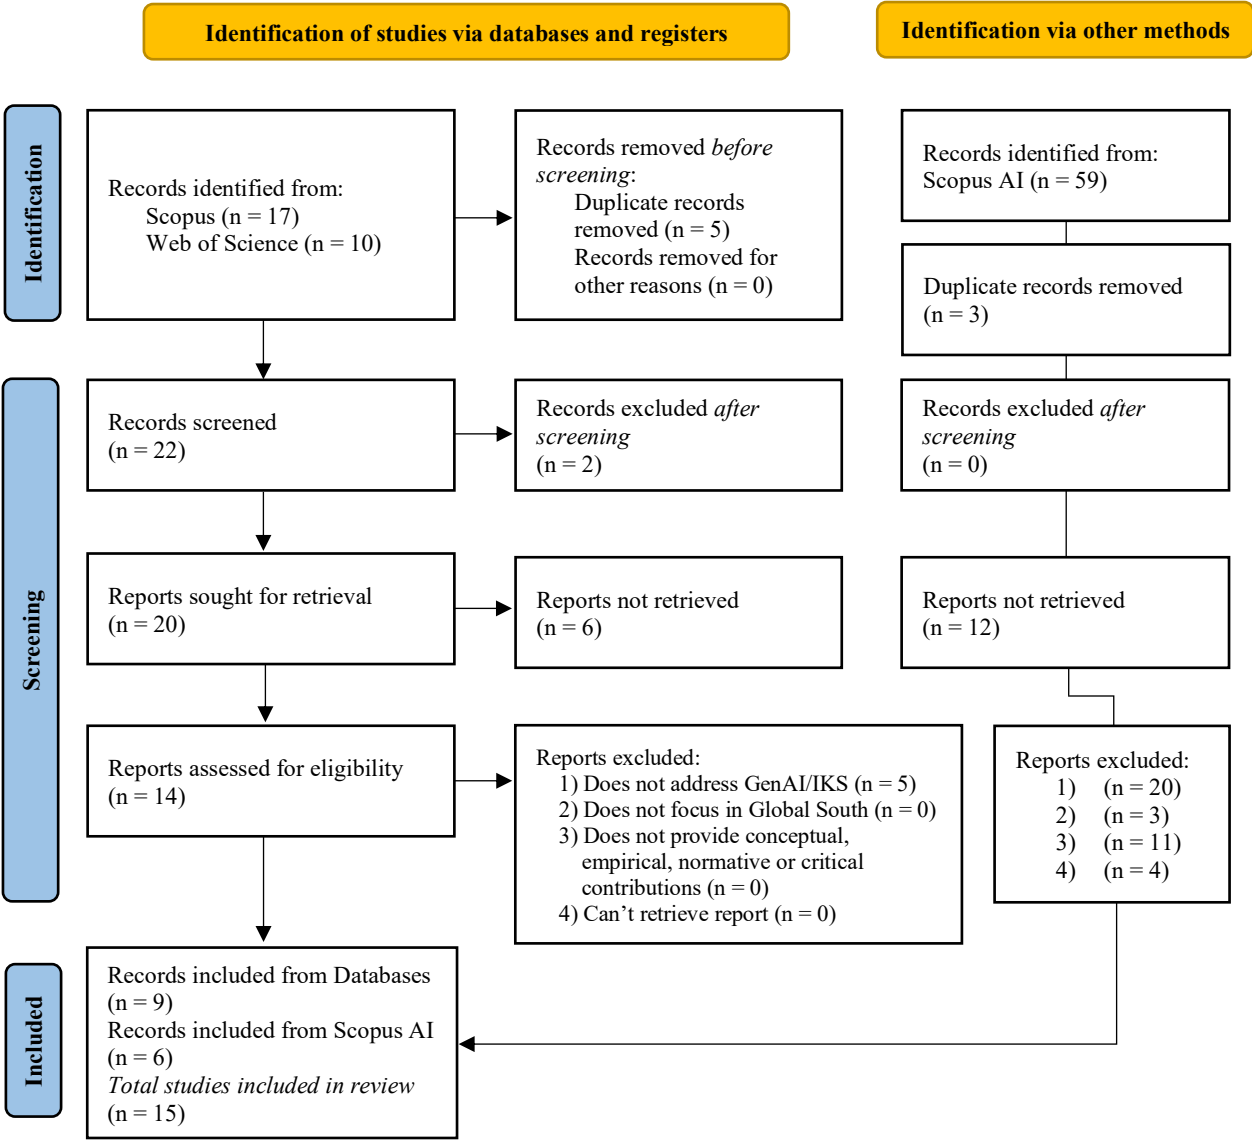 Identification of studies via databases and registers
Identification via other methods
Identification
Records identified from:
Scopus (n = 17)
Web of Science (n = 10)
Records removed before
screening:
Duplicate records
removed (n = 5)
Records removed for
other reasons (n = 0)
Records identified from:
Scopus AI (n = 59)
Duplicate records removed
(n = 3)
Screening
Records screened
(n = 22)
Records excluded after
screening
(n = 2)
Records excluded after
screening
(n = 0)
Reports sought for retrieval
(n = 20)
Reports not retrieved
(n = 6)
Reports not retrieved
(n = 12)
Reports assessed for eligibility
(n = 14)
Reports excluded:
1) Does not address GenAI/IKS (n = 5)
2) Does not focus in Global South (n = 0)
3) Does not provide conceptual,
empirical, normative or critical
contributions (n = 0)
4) Can’t retrieve report (n = 0)
Reports excluded:
1) (n = 20)
2) (n = 3)
3) (n = 11)
4) (n = 4)
Included
Records included from Databases
(n = 9)
Records included from Scopus AI
(n = 6)
Total studies included in review
(n = 15)